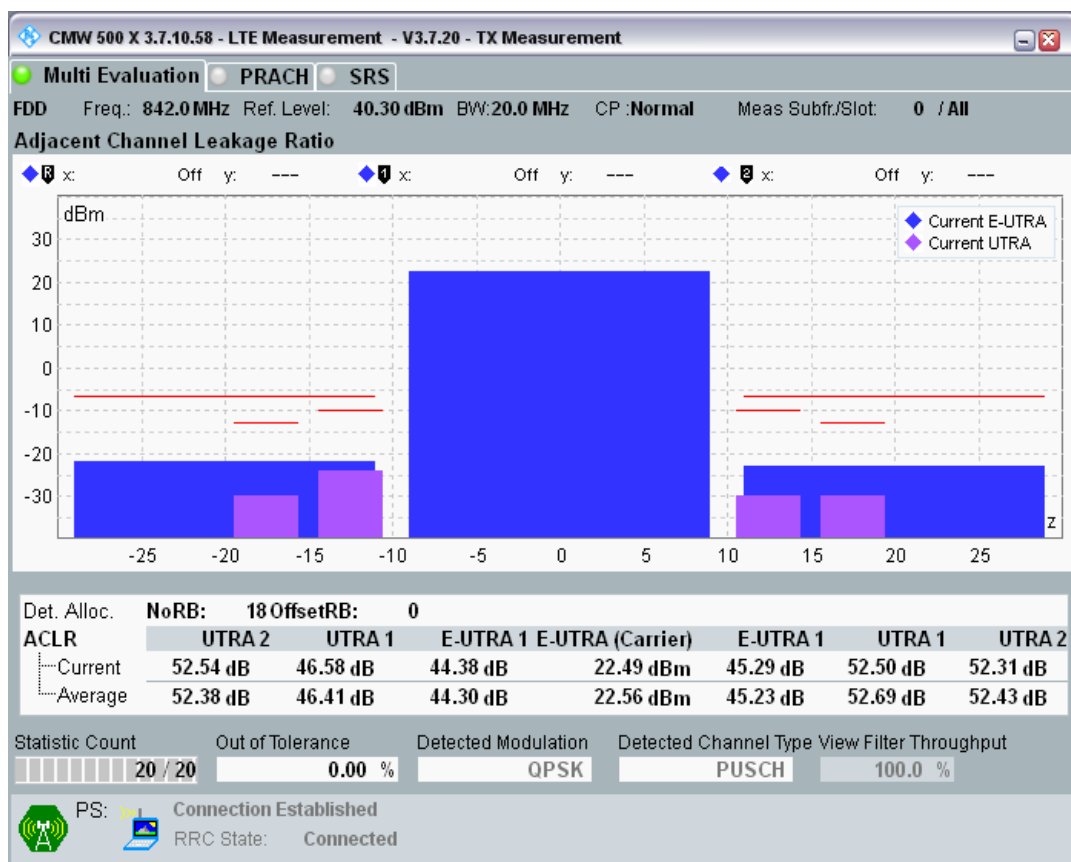 CMW 500 X 3.7.10.58 - LTE Measurement - V3.7.20 - TX Measurement
Multi Evaluation PRACH SRS
FDD Freq.: 842.0 MHz Ref. Level: 40.30 dBm BW:20.0 MHz CP :Normal Meas Subfr./Slot: 0 / All
Adjacent Channel Leakage Ratio
R x: Off y: --- 1 x: Off y: --- 2 x: Off y: ---
dBm
Current E-UTRA
Current UTRA
30
20
10
0
-10
-20
-30
z
-25 -20 -15 -10 -5 0 5 10 15 20 25
Det. Alloc. NoRB: 18 OffsetRB: 0
ACLR UTRA 2 UTRA 1 E-UTRA 1 E-UTRA (Carrier) E-UTRA 1 UTRA 1 UTRA 2
Current 52.54 dB 46.58 dB 44.38 dB 22.49 dBm 45.29 dB 52.50 dB 52.31 dB
Average 52.38 dB 46.41 dB 44.30 dB 22.56 dBm 45.23 dB 52.69 dB 52.43 dB
Statistic Count Out of Tolerance Detected Modulation Detected Channel Type View Filter Throughput
20 / 20 0.00 % QPSK PUSCH 100.0 %
PS: Connection Established
RRC State: Connected